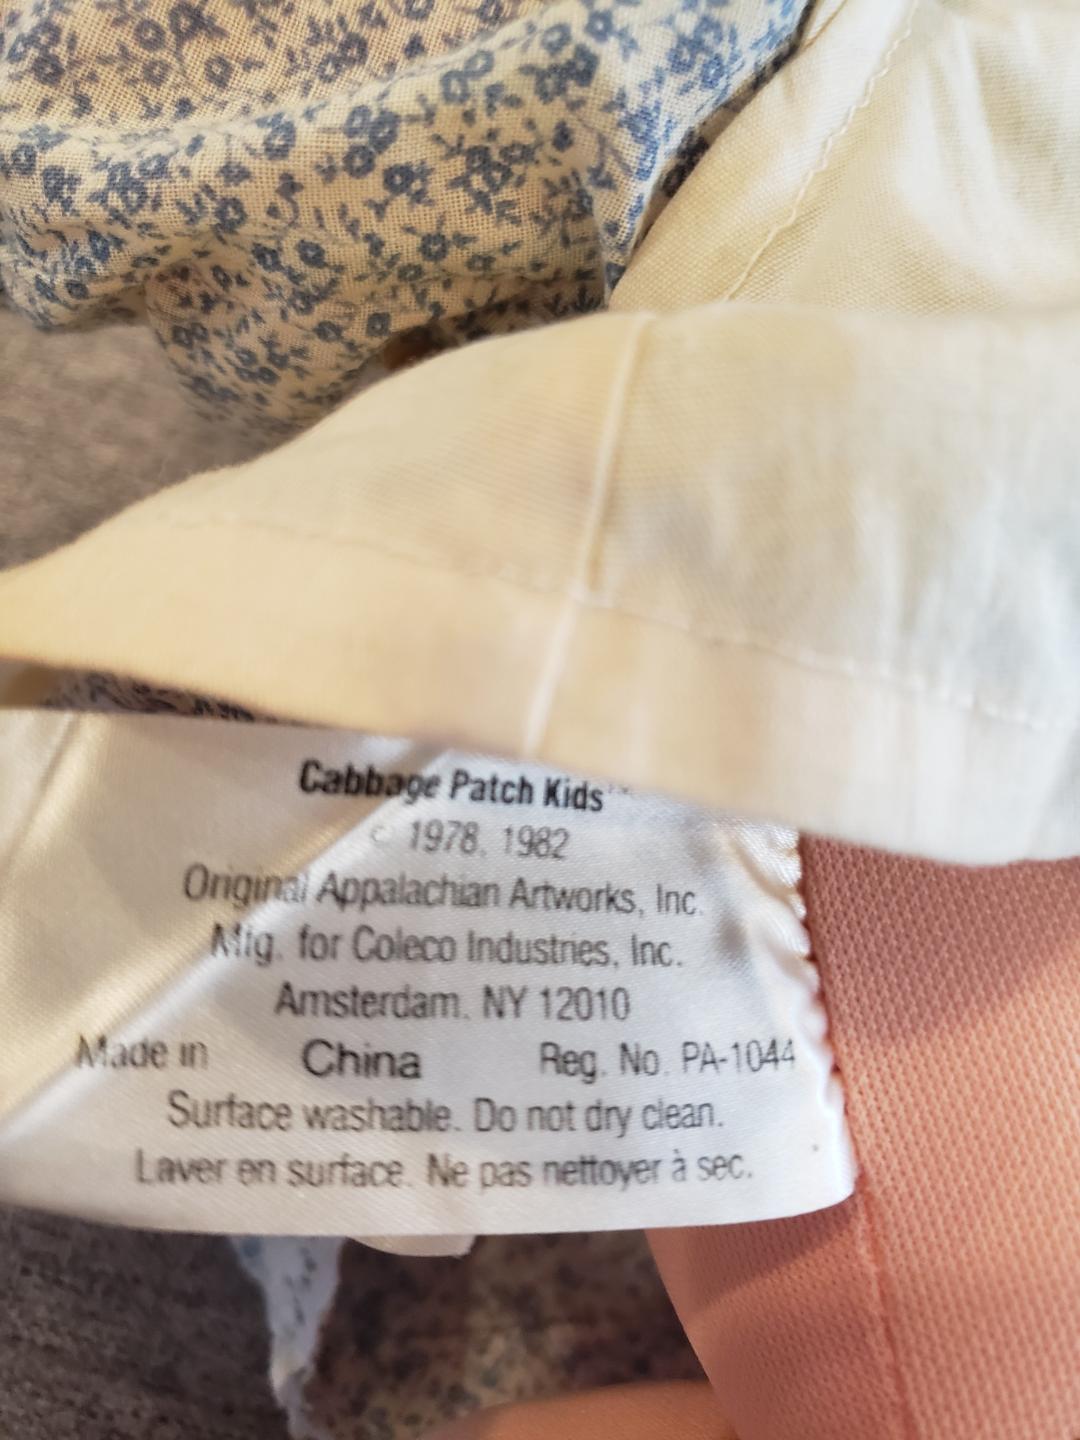 Cabbage Patch Kids™
© 1978, 1982
Original Appalachian Artworks, Inc.
Mfg. for Coleco Industries, Inc.
Amsterdam, NY 12010
Made in China Reg. No. PA-1044
Surface washable. Do not dry clean.
Laver en surface. Ne pas nettoyer à sec.